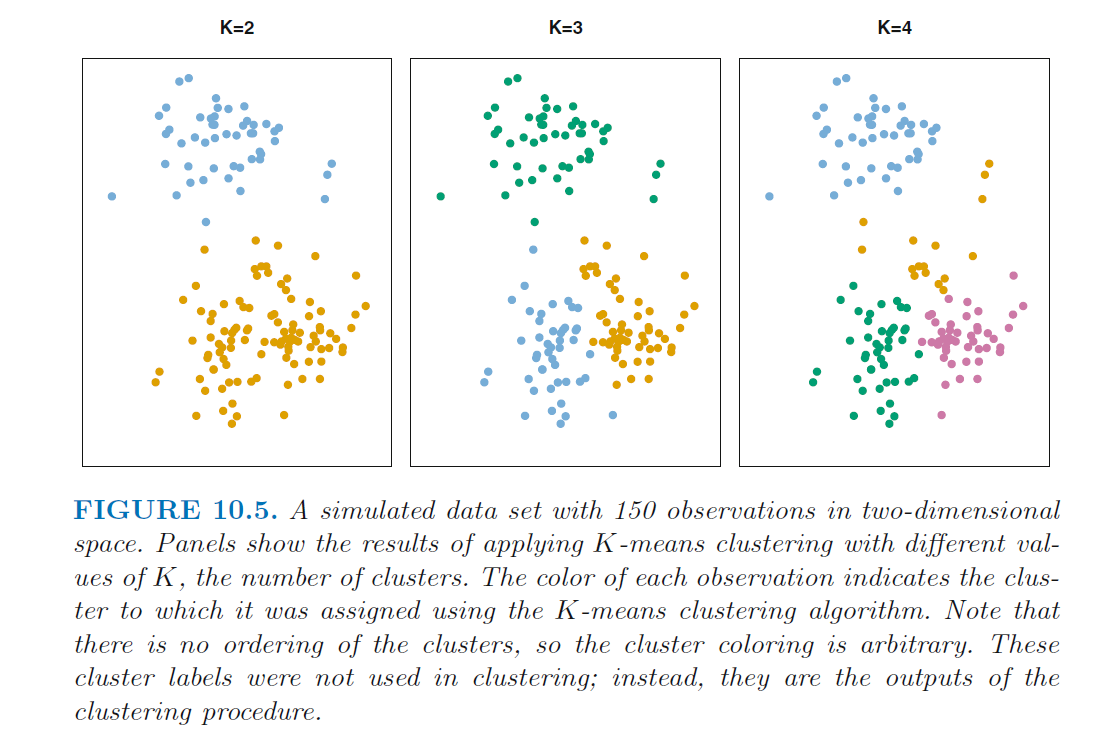 K=2
K=3
K=4
FIGURE 10.5. A simulated data set with 150 observations in two-dimensional
space. Panels show the results of applying K-means clustering with different val-
ues of K, the number of clusters. The color of each observation indicates the clus-
ter to which it was assigned using the K-means clustering algorithm. Note that
there is no ordering of the clusters, so the cluster coloring is arbitrary. These
cluster labels were not used in clustering; instead, they are the outputs of the
clustering procedure.